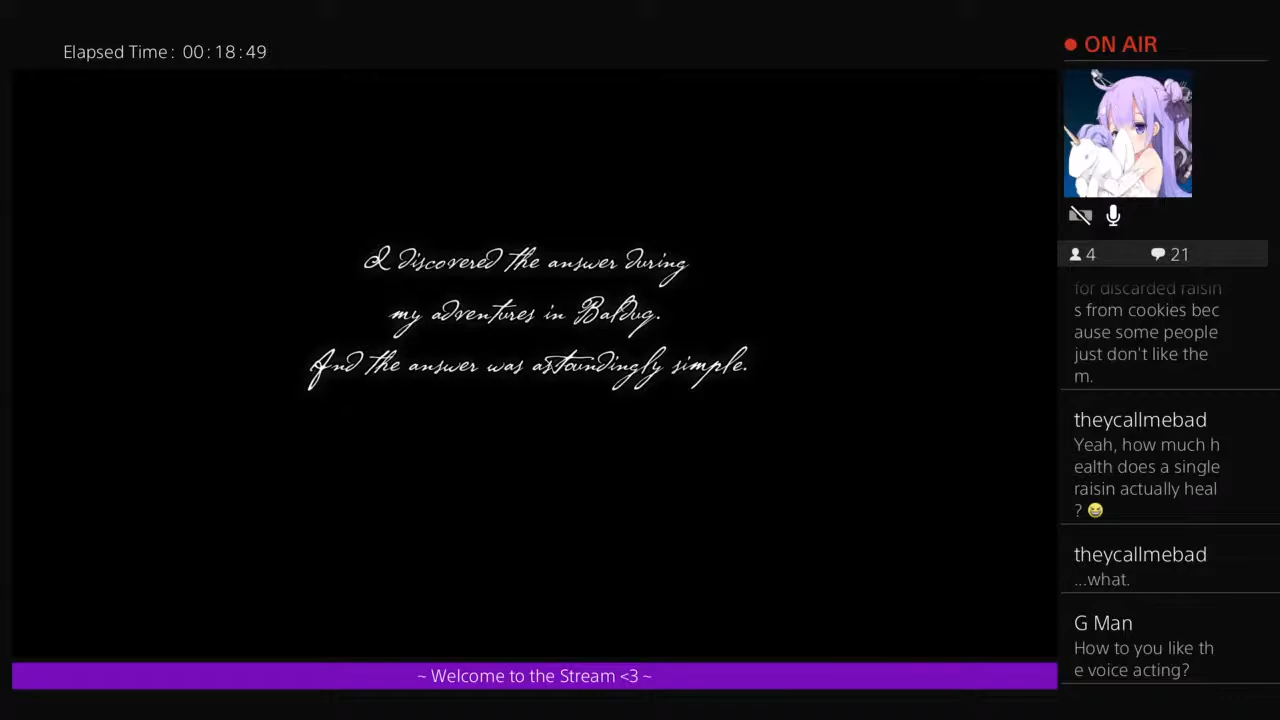 Elapsed Time: 00:18:49
ON AIR
I discovered the answer during
my adventures in Balduq.
And the answer was astoundingly simple.
4
21
for discarded raisin
s from cookies bec
ause some people
just don't like the
m.
theycallmebad
Yeah, how much h
ealth does a single
raisin actually heal
? 😆
theycallmebad
...what.
G Man
How to you like th
e voice acting?
~ Welcome to the Stream <3 ~